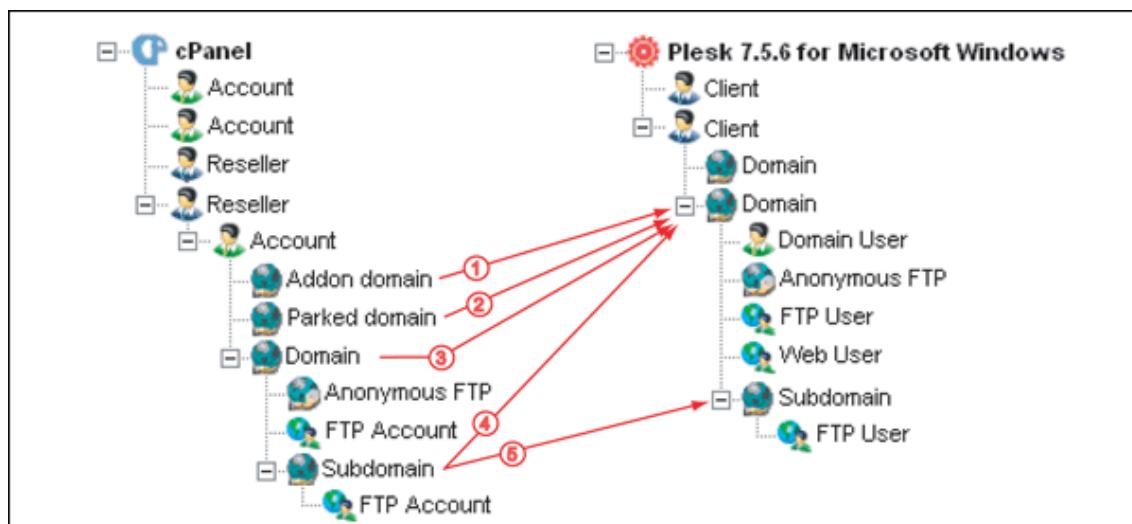 cPanel
Account
Account
Reseller
Reseller
Account
Addon domain
Parked domain
Domain
Anonymous FTP
FTP Account
Subdomain
FTP Account
1
2
3
4
5
Plesk 7.5.6 for Microsoft Windows
Client
Client
Domain
Domain
Domain User
Anonymous FTP
FTP User
Web User
Subdomain
FTP User